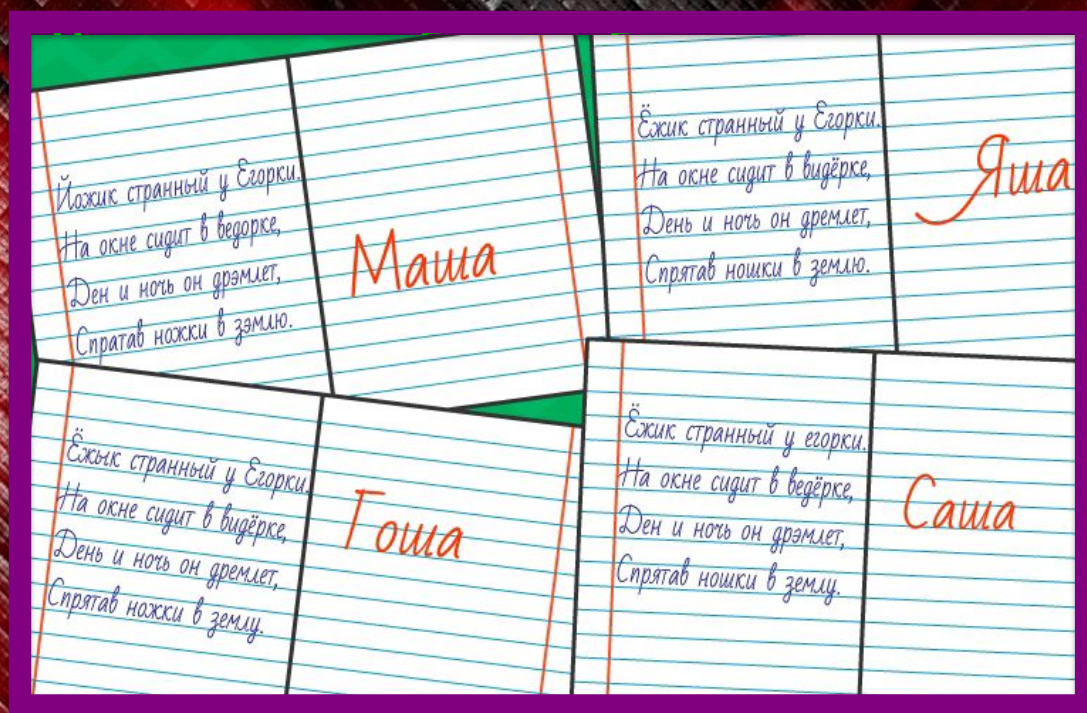 Йожик странный у Егорки.
На окне сидит в ведорке,
Ден и ночь он дрэмлет,
Спратав ножки в зэмлю.
Маша
Ёжик странный у Егорки.
На окне сидит в видёрке,
День и ночь он дремлет,
Спрятав ношки в землю.
Яша
Ёжык странный у Егорки.
На окне сидит в видёрке,
День и ночь он дремлет,
Спрятав ножки в землу.
Гоша
Ёжик странный у егорки.
На окне сидит в ведёрке,
Ден и ночь он дрэмлет,
Спрятав ношки в землу.
Саша